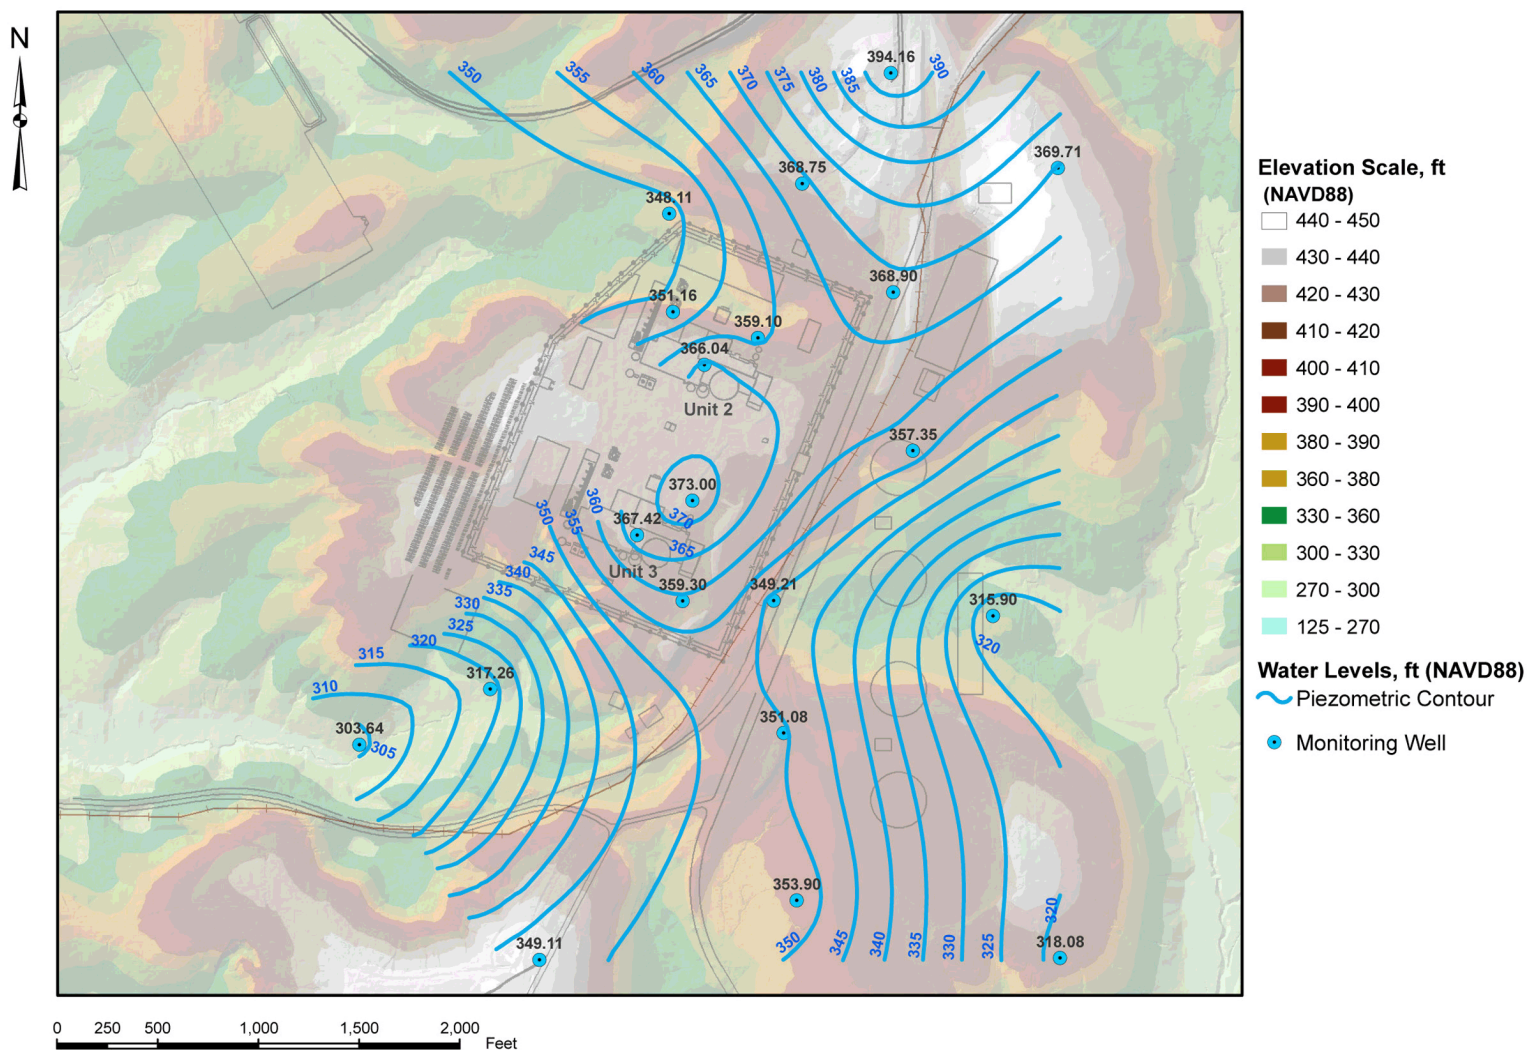 N
350
355
360
365
370
375
380
385
394.16
390
368.75
369.71
348.11
368.90
351.16
359.10
366.04
Unit 2
357.35
373.00
370
367.42
365
350
355
360
345
340
335
330
325
320
315
310
Unit 3
359.30
349.21
315.90
320
317.26
303.64
305
351.08
353.90
349.11
350
345
340
335
330
325
320
318.08
Elevation Scale, ft
(NAVD88)
440 - 450
430 - 440
420 - 430
410 - 420
400 - 410
390 - 400
380 - 390
360 - 380
330 - 360
300 - 330
270 - 300
125 - 270
Water Levels, ft (NAVD88)
Piezometric Contour
Monitoring Well
0 250 500 1,000 1,500 2,000
Feet